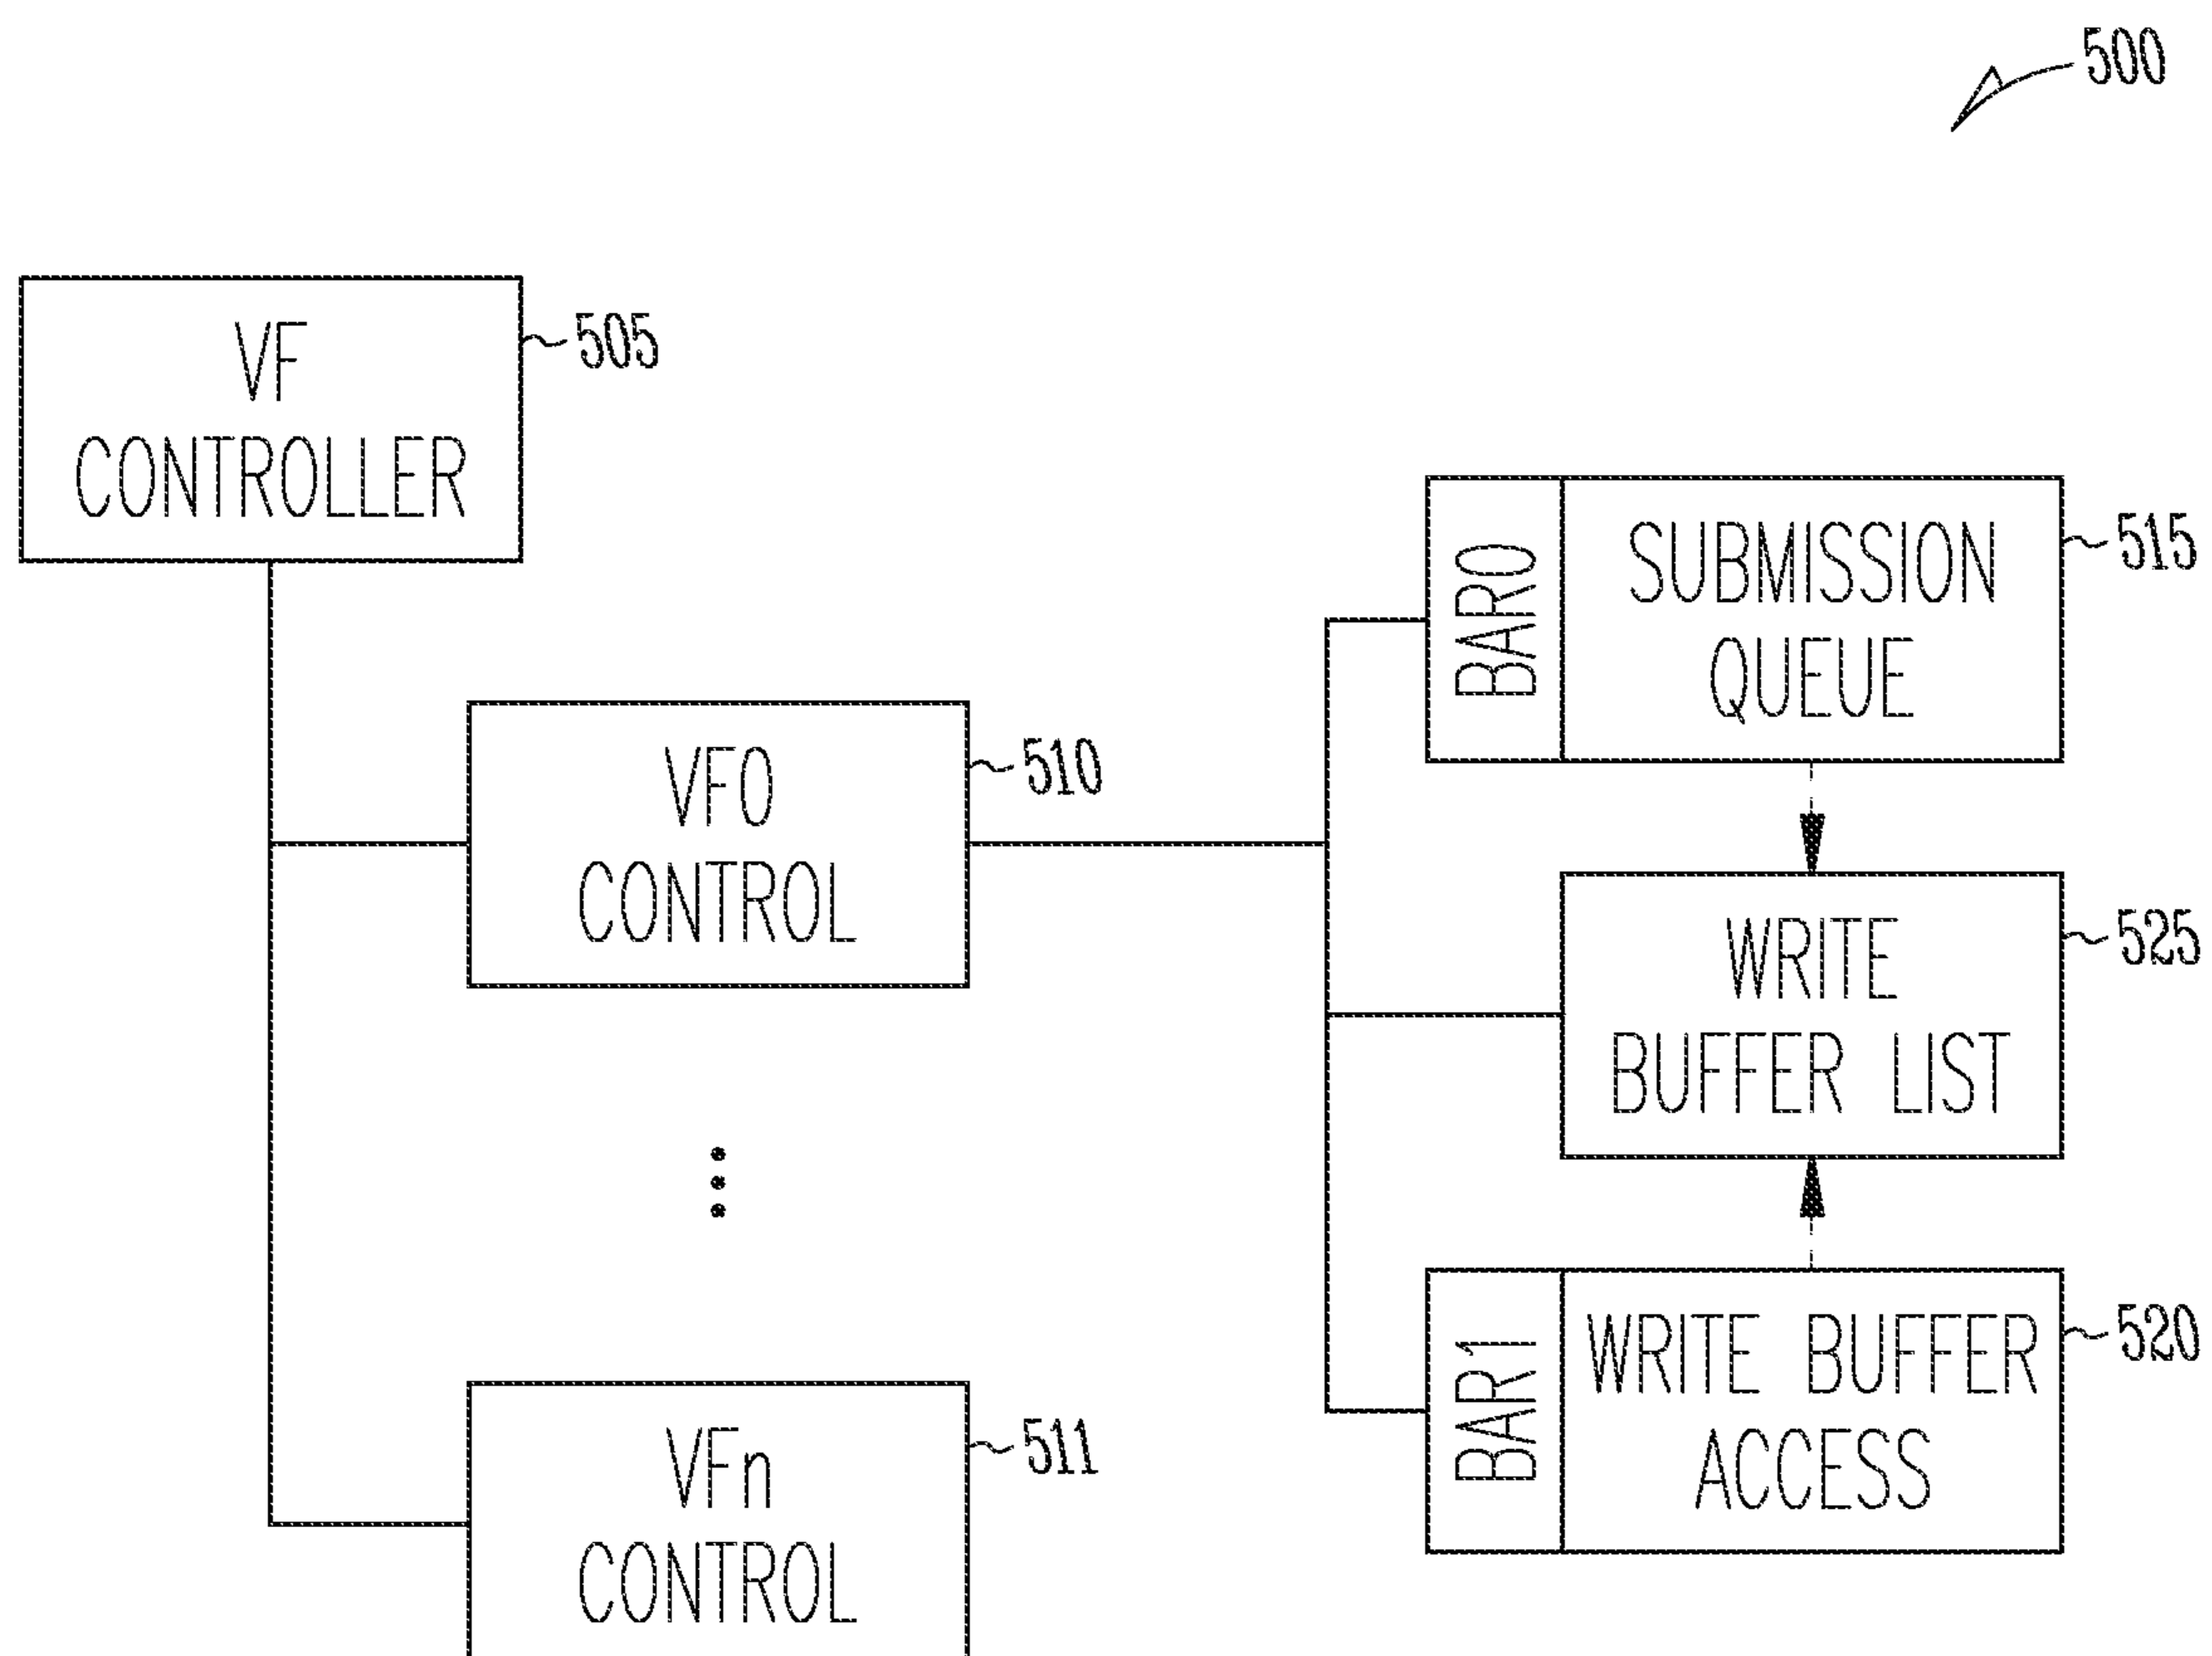 500
VF
CONTROLLER
505
BAR0
SUBMISSION
QUEUE
515
VF0
CONTROL
510
WRITE
BUFFER LIST
525
BAR1
WRITE BUFFER
ACCESS
520
VFn
CONTROL
511